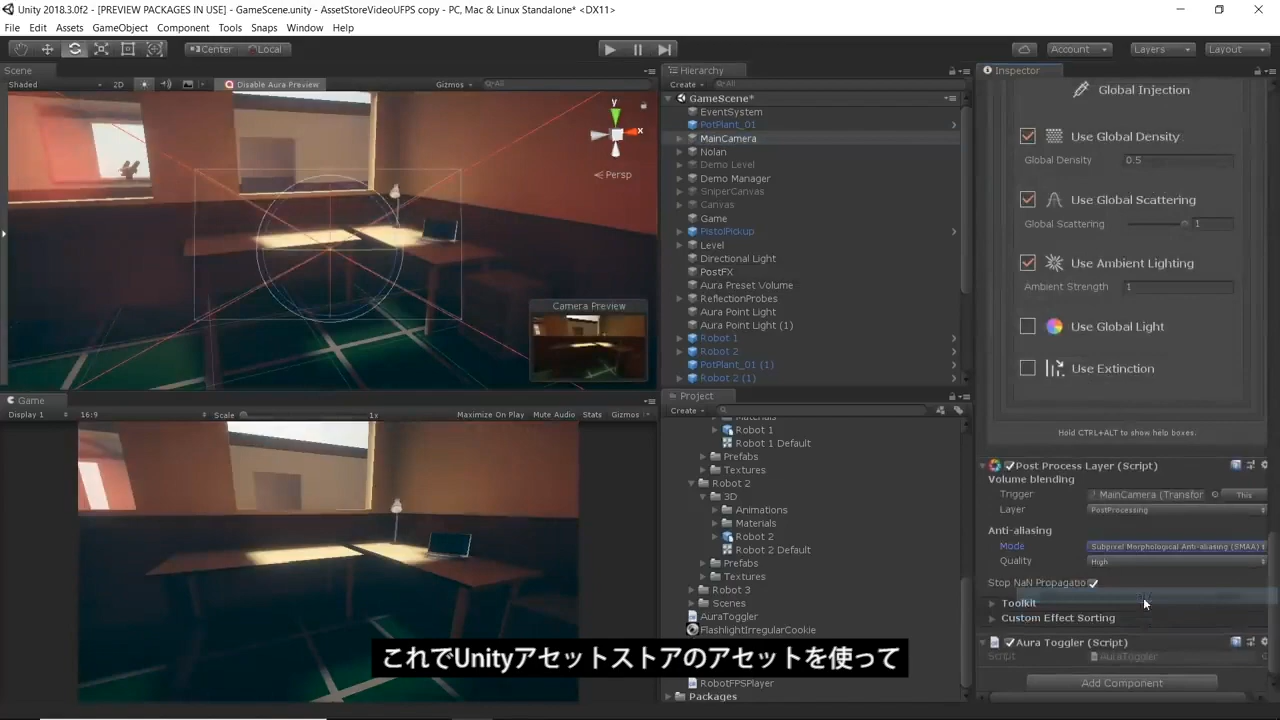 Unity 2018.3.0f2 - [PREVIEW PACKAGES IN USE] - GameScene.unity - AssetStoreVideoUFPS copy - PC, Mac & Linux Standalone* <DX11>
File Edit Assets GameObject Component Tools Snaps Window Help
Center Local Account Layers Layout
Scene
Shaded 2D Disable Aura Preview Gizmos All
y
x
Persp
Camera Preview
Game
Display 1 16:9 Scale 1x Maximize On Play Mute Audio Stats Gizmos
Hierarchy
Create All
GameScene*
EventSystem
PotPlant_01
MainCamera
Nolan
Demo Level
Demo Manager
SniperCanvas
Canvas
Game
PistolPickup
Level
Directional Light
PostFX
Aura Preset Volume
ReflectionProbes
Aura Point Light
Aura Point Light (1)
Robot 1
Robot 2
PotPlant_01 (1)
Robot 2 (1)
Project
Create
Materials
Robot 1
Robot 1 Default
Prefabs
Textures
Robot 2
3D
Animations
Materials
Robot 2
Robot 2 Default
Prefabs
Textures
Robot 3
Scenes
AuraToggler
FlashlightIrregularCookie
RobotFPSPlayer
Packages
Inspector
Global Injection
Use Global Density
Global Density 0.5
Use Global Scattering
Global Scattering 1
Use Ambient Lighting
Ambient Strength 1
Use Global Light
Use Extinction
Hold CTRL+ALT to show help boxes.
Post Process Layer (Script)
Volume blending
Trigger MainCamera (Transfor This
Layer PostProcessing
Anti-aliasing
Mode Subpixel Morphological Anti-aliasing (SMAA)
Quality High
Stop NaN Propagatio
Toolkit
Custom Effect Sorting
Aura Toggler (Script)
Script AuraToggler
Add Component
これでUnityアセットストアのアセットを使って